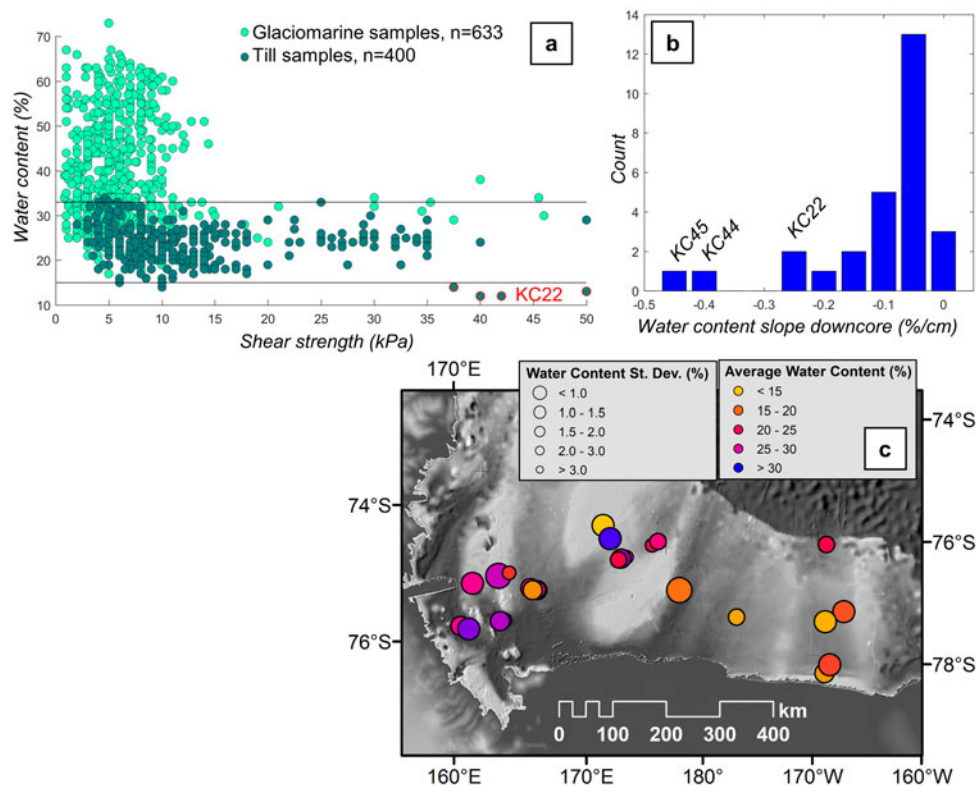 Glaciomarine samples, n=633
Till samples, n=400
a
70
60
50
40
30
20
10
Water content (%)
KC22
0 5 10 15 20 25 30 35 40 45 50
Shear strength (kPa)
b
14
12
10
8
6
4
2
0
Count
KC45
KC44
KC22
-0.5 -0.4 -0.3 -0.2 -0.1 0
Water content slope downcore (%/cm)
170°E
Water Content St. Dev. (%)
< 1.0
1.0 - 1.5
1.5 - 2.0
2.0 - 3.0
> 3.0
Average Water Content (%)
< 15
15 - 20
20 - 25
25 - 30
> 30
c
74°S
74°S
76°S
76°S
78°S
km
0 100 200 300 400
160°E 170°E 180° 170°W 160°W